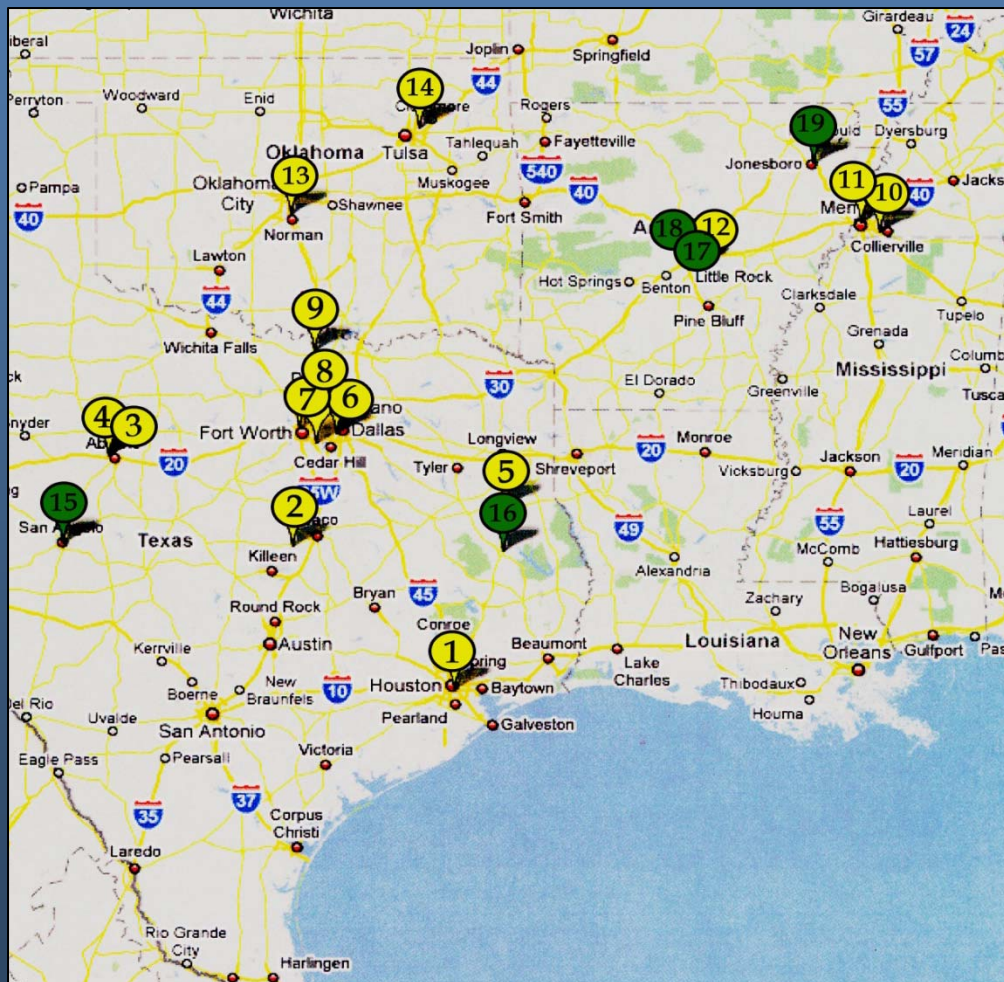 Wichita
Girardeau
24
iberal
Joplin
Springfield
57
44
14
Perryton
Woodward
Enid
Rogers
55
Dyersburg
19
Tulsa
Tahlequah
Fayetteville
Oklahoma
Jonesboro
540
Muskogee
Pampa
Oklahoma
City
13
Shawnee
40
11
10
40
Jacks
40
Fort Smith
Norman
18
12
17
Mem
Collierville
Lawton
Little Rock
Hot Springs
Benton
Clarksdale
44
9
Pine Bluff
Tupelo
Wichita Falls
Grenada
Columb
8
30
El Dorado
Greenville
Mississippi
7
6
Tusca
4
3
Snyder
Fort Worth
Dallas
Longview
Monroe
Cedar Hill
20
Tyler
5
Shreveport
20
Vicksburg
Jackson
20
Meridian
15
2
16
San Angelo
Texas
49
55
Laurel
Killeen
McComb
Hattiesburg
Alexandria
Bogalusa
Bryan
45
Zachary
Round Rock
Conroe
Austin
1
Beaumont
Louisiana
New
Orleans
Gulfport
Pas
Kerrville
Houston
Baytown
Lake
Charles
Boerne
New
Braunfels
10
Thibodaux
Del Rio
Uvalde
Pearland
Galveston
Houma
San Antonio
Victoria
Eagle Pass
Pearsall
35
37
Corpus
Christi
Laredo
Rio Grande
City
Harlingen